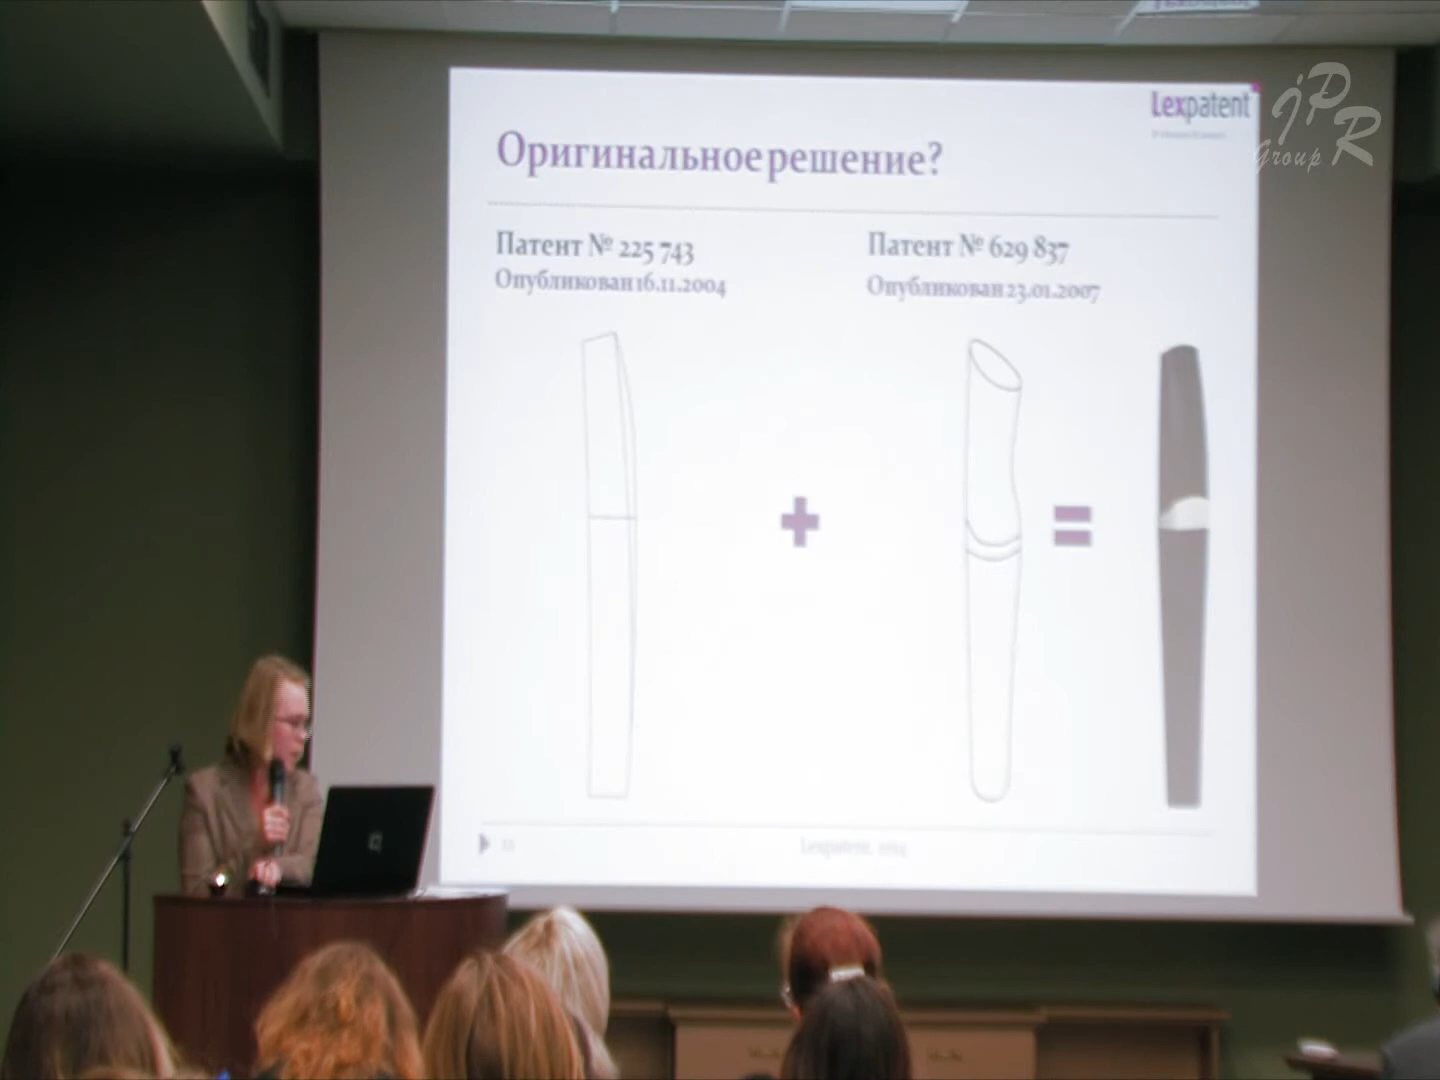 Lexpatent
jPR
Group
Оригинальное решение?
Патент № 225 743
Опубликован 16.11.2004
Патент № 629 837
Опубликован 23.01.2007
+
=